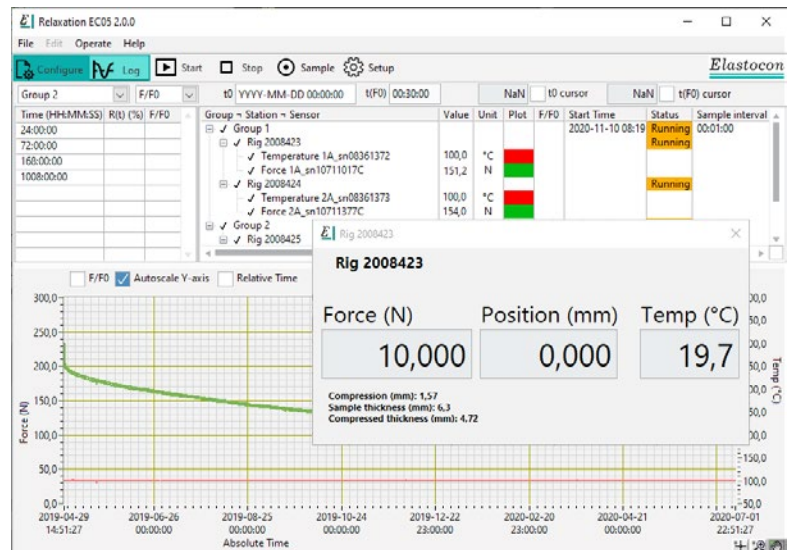 Relaxation EC05 2.0.0
File Edit Operate Help
Configure Log Start Stop Sample Setup Elastocon
Group 2 F/F0 t0 YYYY-MM-DD 00:00:00 t(F0) 00:30:00 NaN t0 cursor NaN t(F0) cursor
Time (HH:MM:SS) R(t) (%) F/F0 Group ¬ Station ¬ Sensor Value Unit Plot F/F0 Start Time Status Sample interval
24:00:00 Group 1 2020-11-10 08:19 Running 00:01:00
72:00:00 Rig 2008423 Running
168:00:00 Temperature 1A_sn08361372 100,0 °C
1008:00:00 Force 1A_sn10711017C 151,2 N
Rig 2008424 Running
Temperature 2A_sn08361373 100,0 °C
Force 2A_sn10711377C 154,0 N
Group 2
Rig 2008425
Rig 2008423
Rig 2008423
Force (N) Position (mm) Temp (°C)
10,000 0,000 19,7
Compression (mm): 1,57
Sample thickness (mm): 6,3
Compressed thickness (mm): 4,72
F/F0 Autoscale Y-axis Relative Time
300,0
250,0
200,0
150,0
100,0
50,0
0,0
Force (N)
Temp (°C)
150,0
100,0
50,0
2019-04-29 2019-06-26 2019-08-25 2019-10-24 2019-12-22 2020-02-20 2020-04-21 2020-07-01
14:51:27 00:00:00 00:00:00 00:00:00 23:00:00 23:00:00 00:00:00 22:51:27
Absolute Time